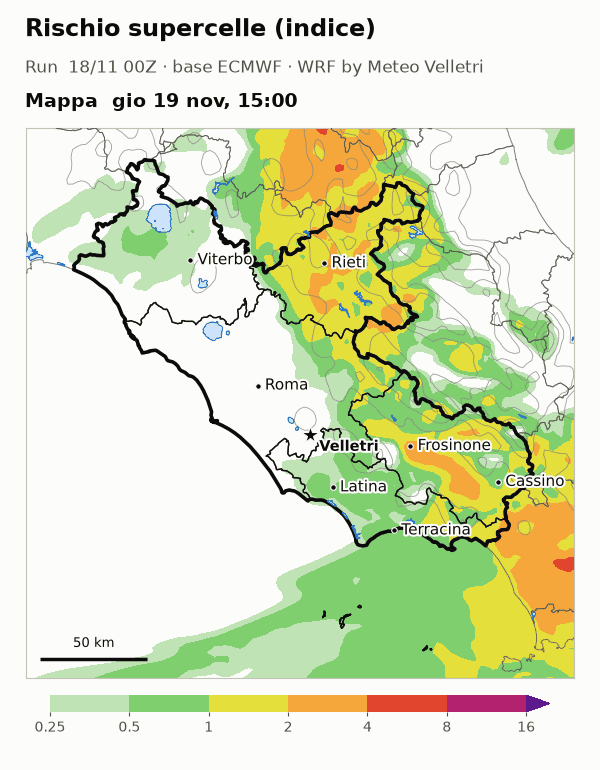 Rischio supercelle (indice)
Run  18/11 00Z · base ECMWF · WRF by Meteo Velletri
Mappa  gio 19 nov, 15:00
Viterbo
Rieti
Roma
Velletri
Frosinone
Cassino
Latina
Terracina
50 km
0.25 0.5 1 2 4 8 16